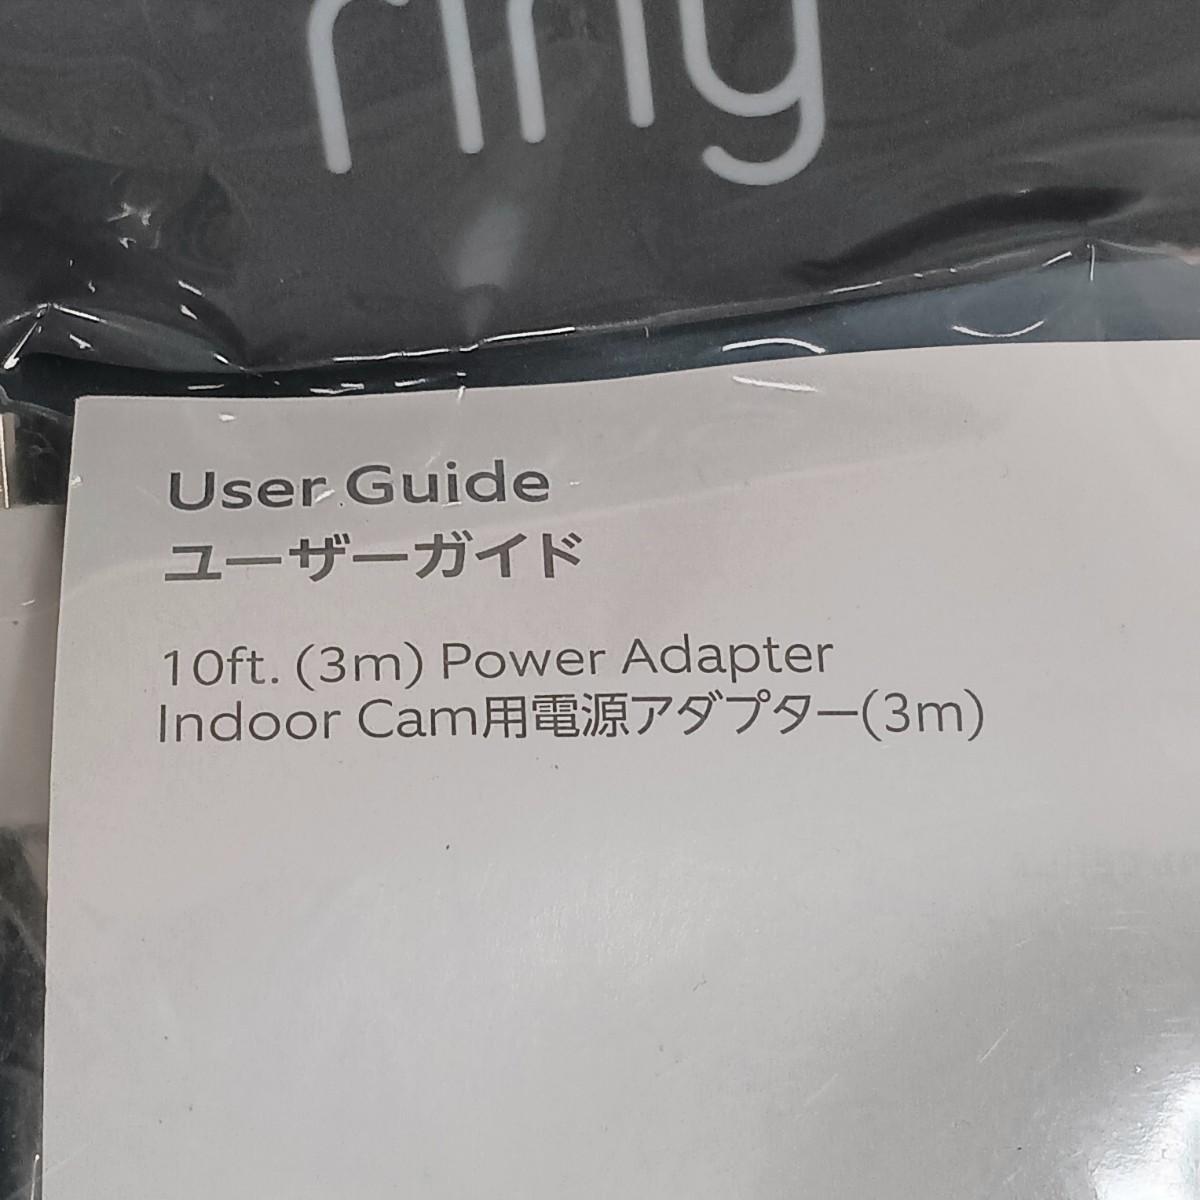 ring
User Guide
ユーザーガイド
10ft. (3m) Power Adapter
Indoor Cam用電源アダプター(3m)